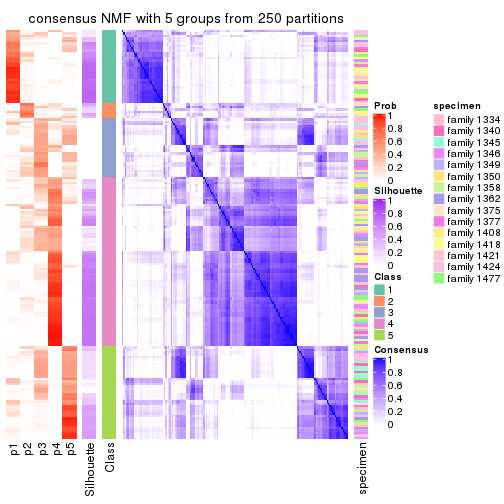 consensus NMF with 5 groups from 250 partitions
p1
p2
p3
p4
p5
Silhouette
Class
specimen
Prob
1
0.8
0.6
0.4
0.2
0
Silhouette
1
0.8
0.6
0.4
0.2
0
Class
1
2
3
4
5
Consensus
1
0.8
0.6
0.4
0.2
0
specimen
family 1334
family 1340
family 1345
family 1346
family 1349
family 1350
family 1358
family 1362
family 1375
family 1377
family 1408
family 1418
family 1421
family 1424
family 1477